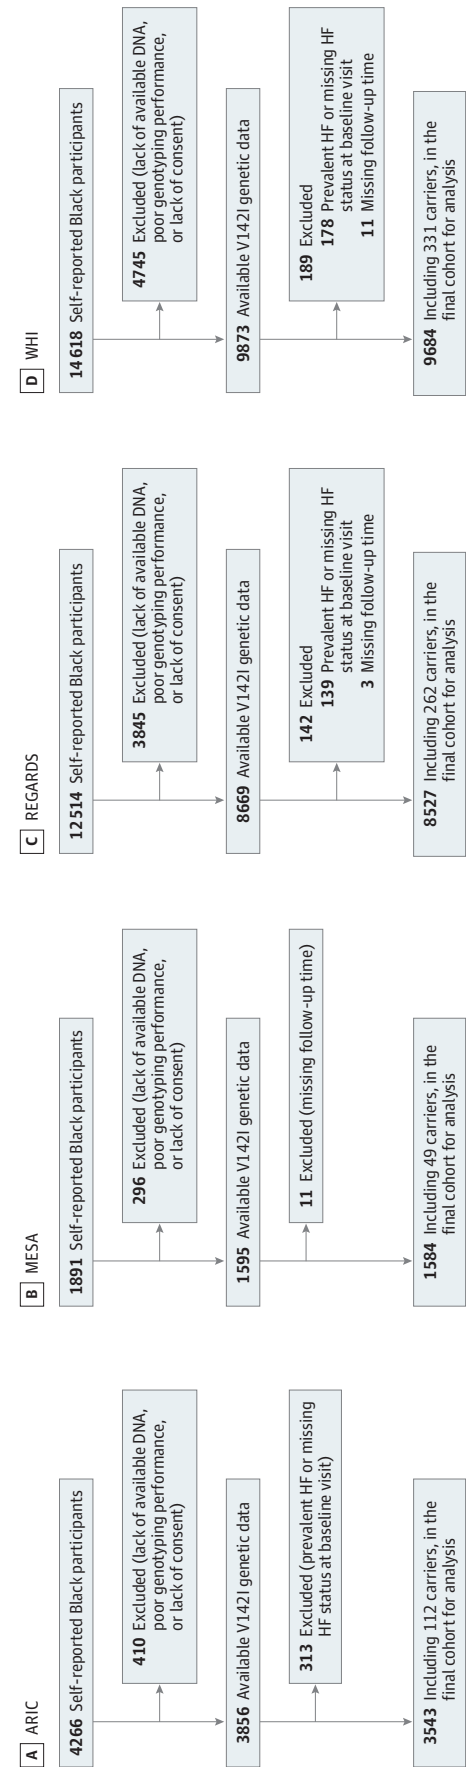 A ARIC
4266 Self-reported Black participants
410 Excluded (lack of available DNA,
poor genotyping performance,
or lack of consent)
3856 Available V142I genetic data
313 Excluded (prevalent HF or missing
HF status at baseline visit)
3543 Including 112 carriers, in the
final cohort for analysis
B MESA
1891 Self-reported Black participants
296 Excluded (lack of available DNA,
poor genotyping performance,
or lack of consent)
1595 Available V142I genetic data
11 Excluded (missing follow-up time)
1584 Including 49 carriers, in the
final cohort for analysis
C REGARDS
12 514 Self-reported Black participants
3845 Excluded (lack of available DNA,
poor genotyping performance,
or lack of consent)
8669 Available V142I genetic data
142 Excluded
139 Prevalent HF or missing HF
status at baseline visit
3 Missing follow-up time
8527 Including 262 carriers, in the
final cohort for analysis
D WHI
14 618 Self-reported Black participants
4745 Excluded (lack of available DNA,
poor genotyping performance,
or lack of consent)
9873 Available V142I genetic data
189 Excluded
178 Prevalent HF or missing HF
status at baseline visit
11 Missing follow-up time
9684 Including 331 carriers, in the
final cohort for analysis